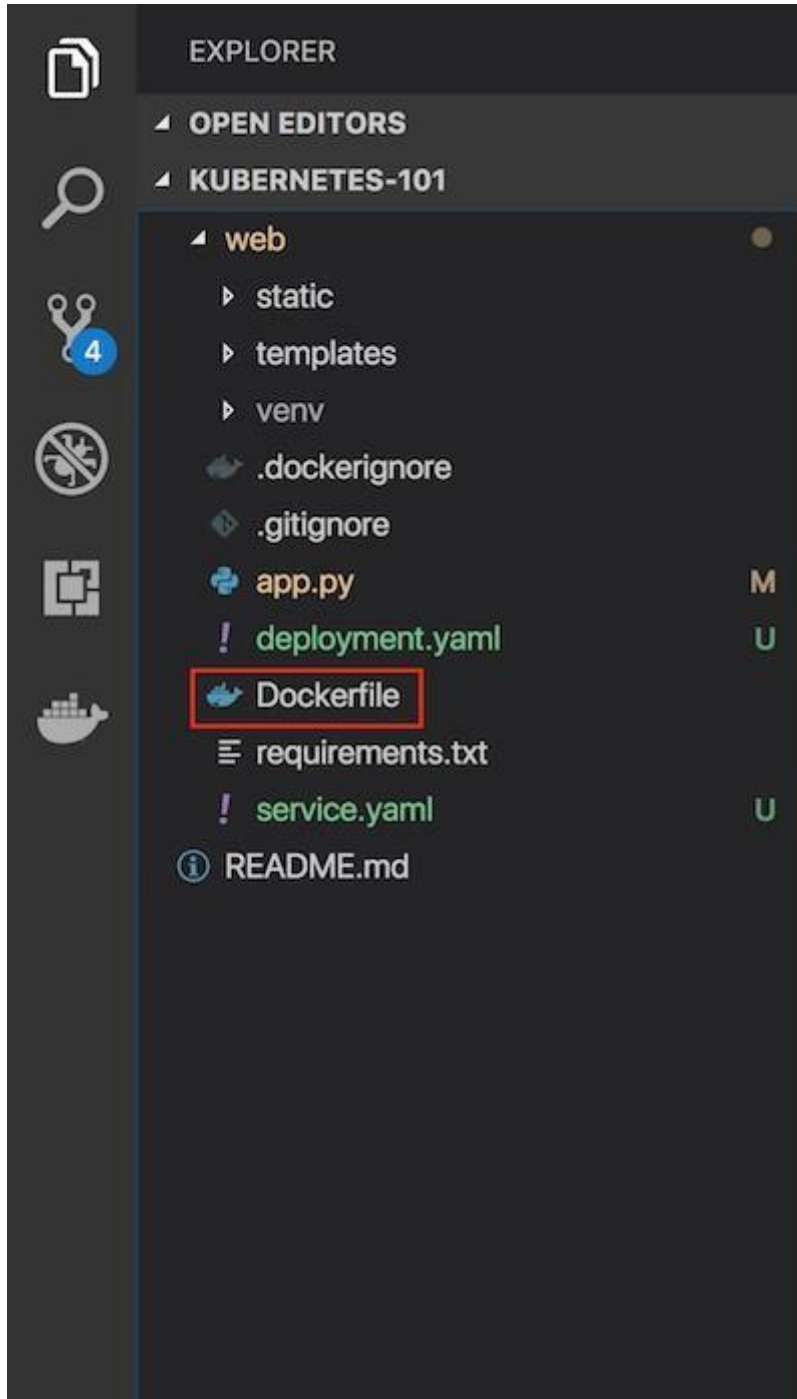 EXPLORER
OPEN EDITORS
KUBERNETES-101
web
static
templates
4
venv
.dockerignore
.gitignore
app.py M
deployment.yaml U
Dockerfile
requirements.txt
service.yaml U
README.md